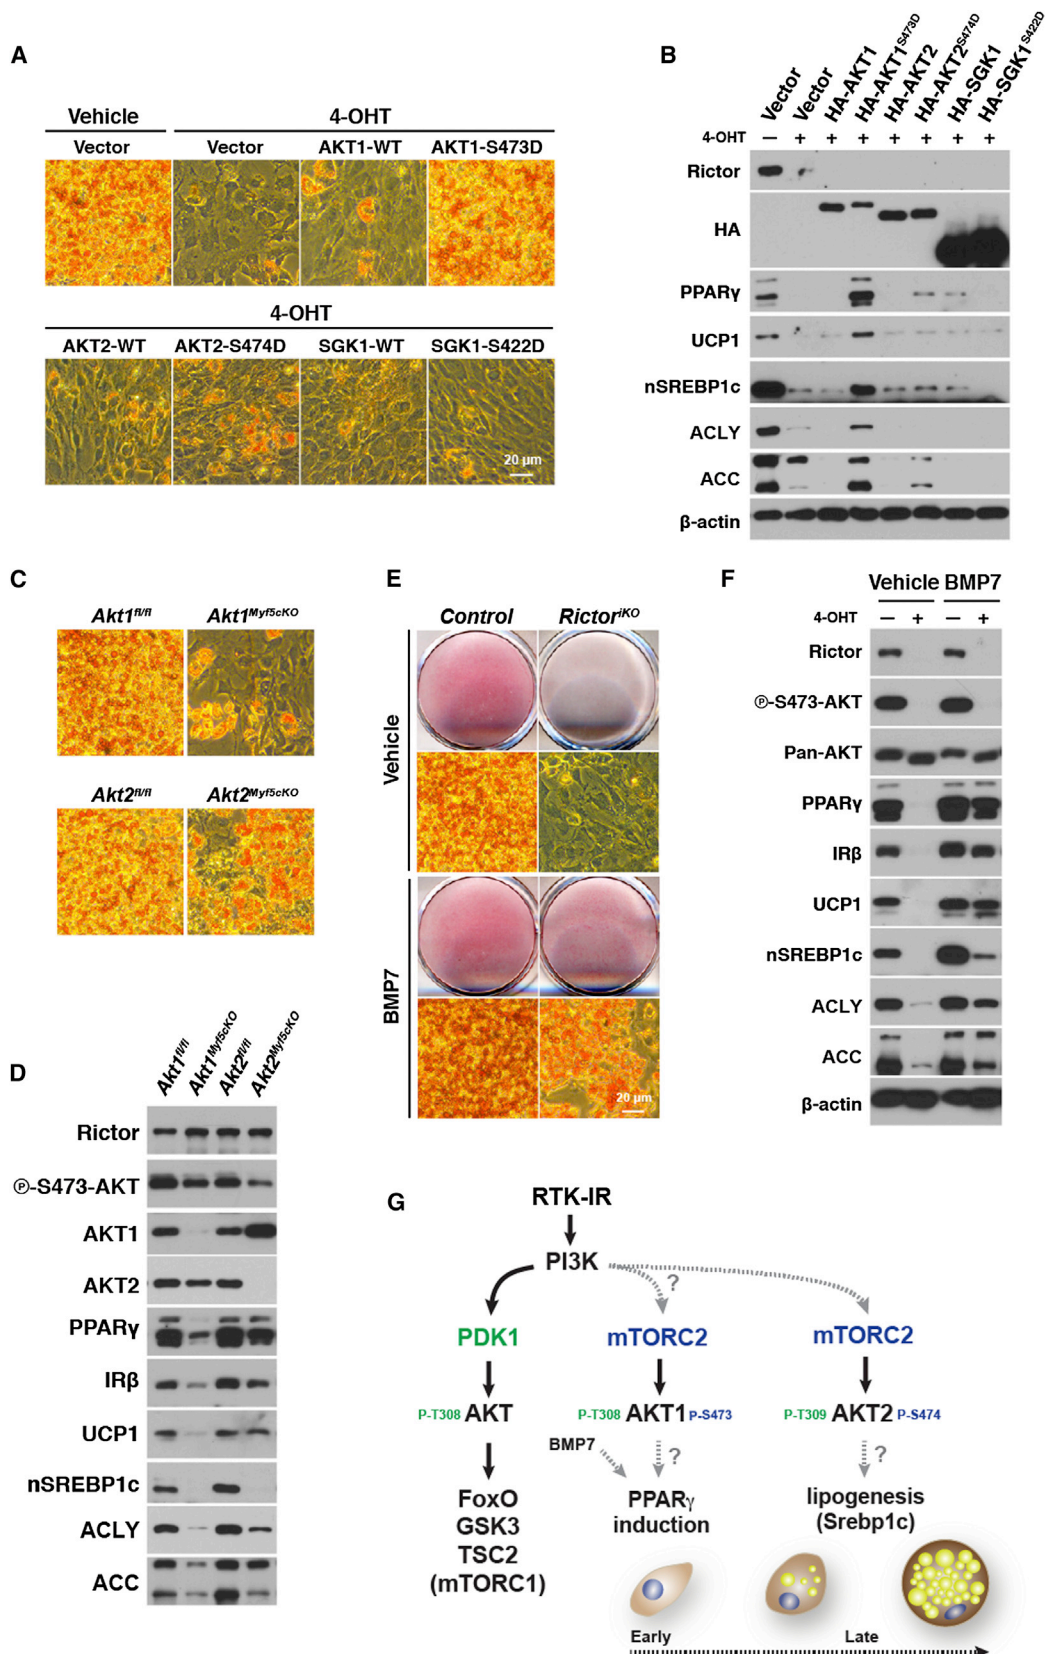 A
Vehicle 4-OHT
Vector Vector AKT1-WT AKT1-S473D
4-OHT
AKT2-WT AKT2-S474D SGK1-WT SGK1-S422D
20 µm
B
Vector Vector HA-AKT1 HA-AKT1S473D HA-AKT2 HA-AKT2S474D HA-SGK1 HA-SGK1S422D
4-OHT − + + + + + + +
Rictor
HA
PPARγ
UCP1
nSREBP1c
ACLY
ACC
β-actin
C
Akt1fl/fl Akt1Myf5cKO
Akt2fl/fl Akt2Myf5cKO
D
Akt1fl/fl Akt1Myf5cKO Akt2fl/fl Akt2Myf5cKO
Rictor
Ⓟ-S473-AKT
AKT1
AKT2
PPARγ
IRβ
UCP1
nSREBP1c
ACLY
ACC
E
Control RictoriKO
Vehicle
BMP7
20 µm
F
Vehicle BMP7
4-OHT − + − +
Rictor
Ⓟ-S473-AKT
Pan-AKT
PPARγ
IRβ
UCP1
nSREBP1c
ACLY
ACC
β-actin
G
RTK-IR
PI3K
?
PDK1 mTORC2 mTORC2
P-T308 AKT P-T308 AKT1 P-S473 P-T309 AKT2 P-S474
BMP7 ? ?
FoxO
GSK3
TSC2
(mTORC1)
PPARγ
induction
lipogenesis
(Srebp1c)
Early Late